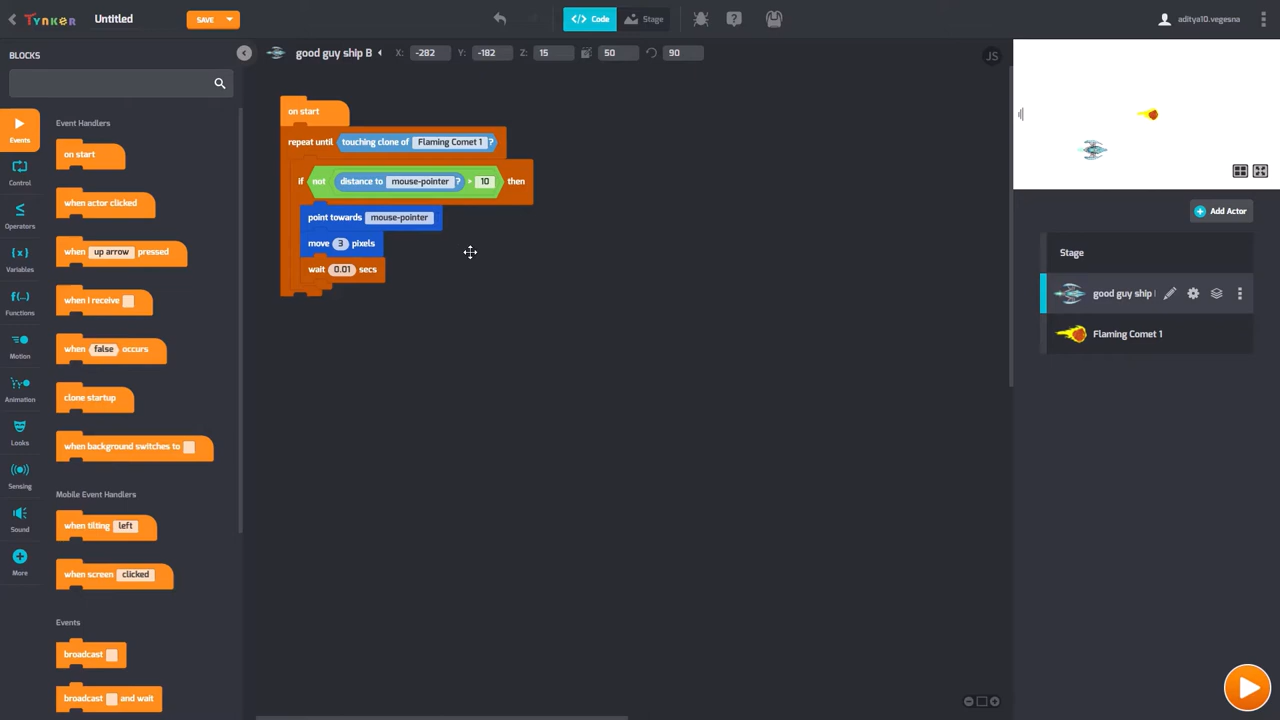 TYNKER
Untitled
SAVE
</> Code
Stage
aditya10.vegesna
BLOCKS
good guy ship B
X: -282
Y: -182
Z: 15
50
90
JS
Events
Control
Operators
Variables
Functions
Motion
Animation
Looks
Sensing
Sound
More
Event Handlers
on start
when actor clicked
when up arrow pressed
when I receive
when false occurs
clone startup
when background switches to
Mobile Event Handlers
when tilting left
when screen clicked
Events
broadcast
broadcast and wait
on start
repeat until touching clone of Flaming Comet 1 ?
if not distance to mouse-pointer ? > 10 then
point towards mouse-pointer
move 3 pixels
wait 0.01 secs
Add Actor
Stage
good guy ship
Flaming Comet 1